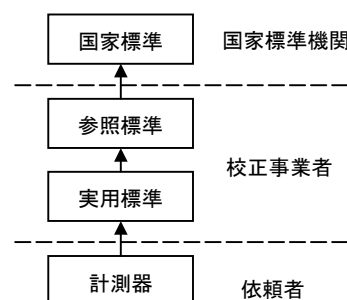 国家標準 国家標準機関
参照標準
校正事業者
実用標準
計測器 依頼者